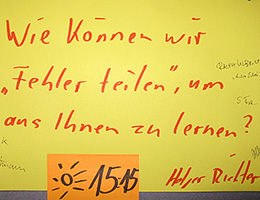 Wie können wir
„Fehler teilen", um
aus Ihnen zu lernen?
15:15
Holger Richter